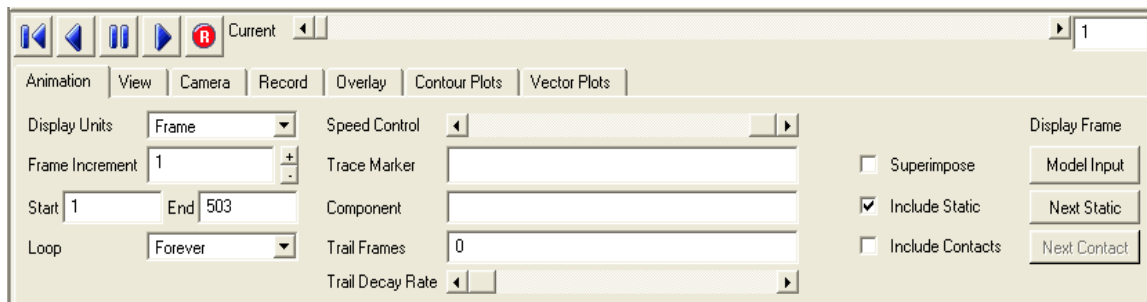 R Current 1
Animation View Camera Record Overlay Contour Plots Vector Plots
Display Units Frame Speed Control Display Frame
Frame Increment 1 + - Trace Marker Superimpose Model Input
Start 1 End 503 Component Include Static Next Static
Loop Forever Trail Frames 0 Include Contacts Next Contact
Trail Decay Rate